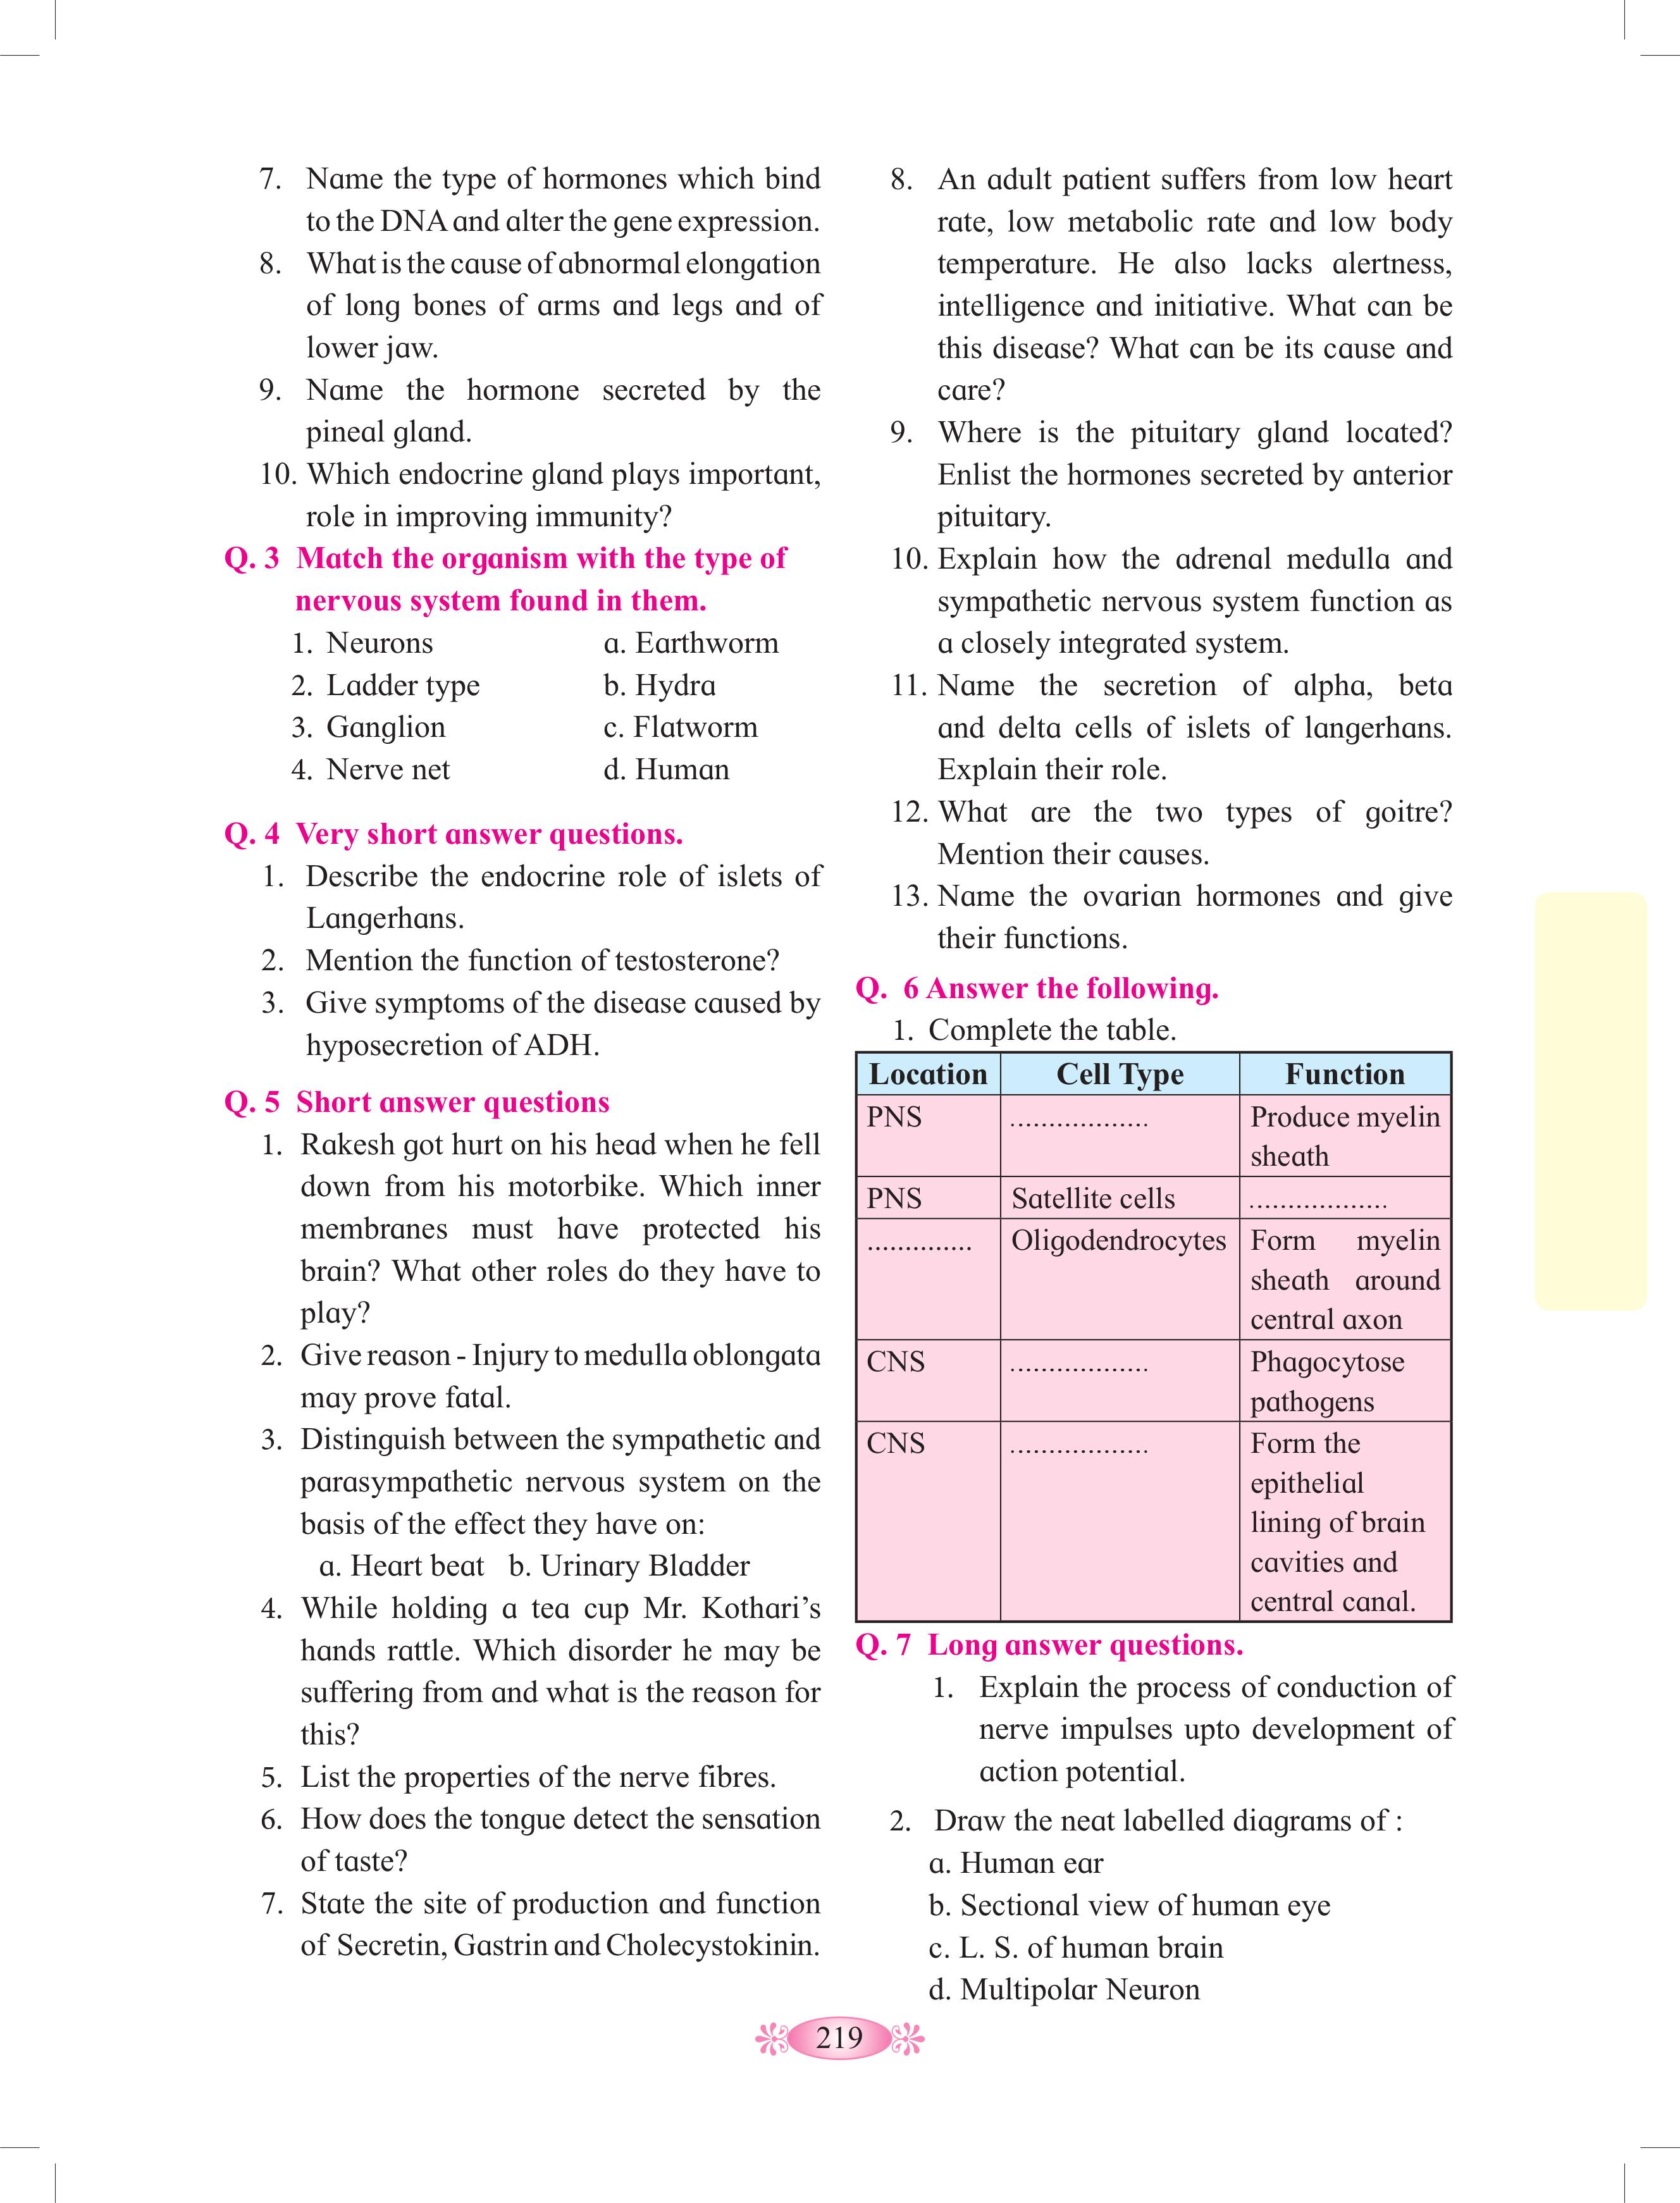 7. Name the type of hormones which bind
to the DNA and alter the gene expression.
8. What is the cause of abnormal elongation
of long bones of arms and legs and of
lower jaw.
9. Name the hormone secreted by the
pineal gland.
10. Which endocrine gland plays important,
role in improving immunity?
Q. 3 Match the organism with the type of
nervous system found in them.
1. Neurons a. Earthworm
2. Ladder type b. Hydra
3. Ganglion c. Flatworm
4. Nerve net d. Human
Q. 4 Very short answer questions.
1. Describe the endocrine role of islets of
Langerhans.
2. Mention the function of testosterone?
3. Give symptoms of the disease caused by
hyposecretion of ADH.
Q. 5 Short answer questions
1. Rakesh got hurt on his head when he fell
down from his motorbike. Which inner
membranes must have protected his
brain? What other roles do they have to
play?
2. Give reason - Injury to medulla oblongata
may prove fatal.
3. Distinguish between the sympathetic and
parasympathetic nervous system on the
basis of the effect they have on:
a. Heart beat b. Urinary Bladder
4. While holding a tea cup Mr. Kothari’s
hands rattle. Which disorder he may be
suffering from and what is the reason for
this?
5. List the properties of the nerve fibres.
6. How does the tongue detect the sensation
of taste?
7. State the site of production and function
of Secretin, Gastrin and Cholecystokinin.
8. An adult patient suffers from low heart
rate, low metabolic rate and low body
temperature. He also lacks alertness,
intelligence and initiative. What can be
this disease? What can be its cause and
care?
9. Where is the pituitary gland located?
Enlist the hormones secreted by anterior
pituitary.
10. Explain how the adrenal medulla and
sympathetic nervous system function as
a closely integrated system.
11. Name the secretion of alpha, beta
and delta cells of islets of langerhans.
Explain their role.
12. What are the two types of goitre?
Mention their causes.
13. Name the ovarian hormones and give
their functions.
Q. 6 Answer the following.
1. Complete the table.
Location Cell Type Function
PNS .................. Produce myelin
sheath
PNS Satellite cells ..................
.............. Oligodendrocytes Form myelin
sheath around
central axon
CNS .................. Phagocytose
pathogens
CNS .................. Form the
epithelial
lining of brain
cavities and
central canal.
Q. 7 Long answer questions.
1. Explain the process of conduction of
nerve impulses upto development of
action potential.
2. Draw the neat labelled diagrams of :
a. Human ear
b. Sectional view of human eye
c. L. S. of human brain
d. Multipolar Neuron
219